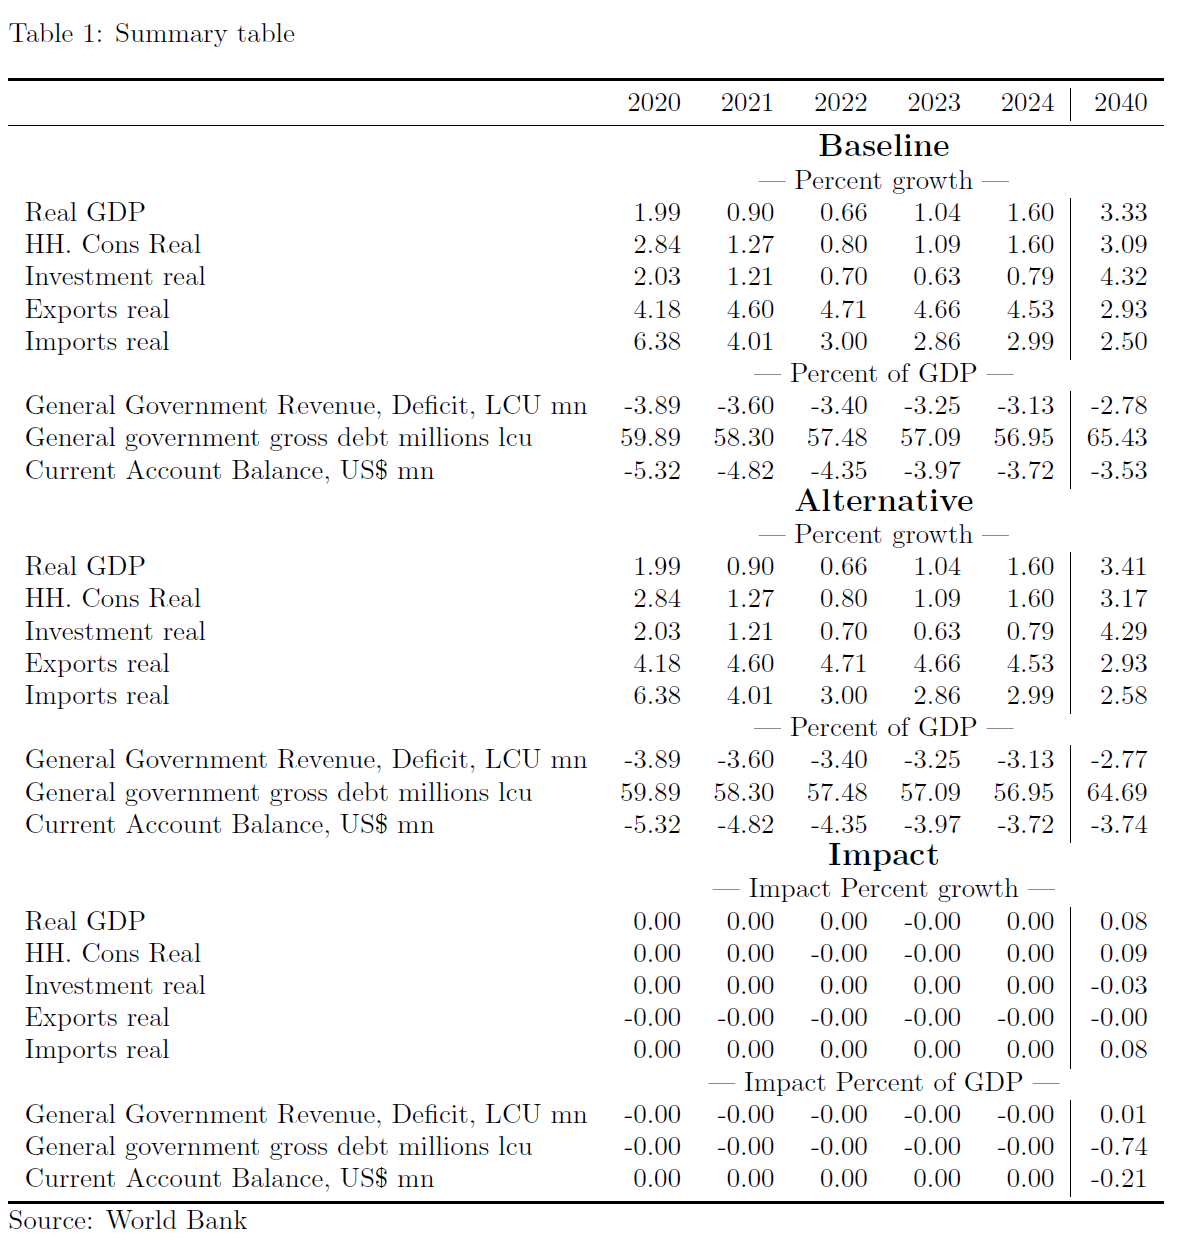 Table 1: Summary table
2020 2021 2022 2023 2024 2040
Baseline
— Percent growth —
Real GDP 1.99 0.90 0.66 1.04 1.60 3.33
HH. Cons Real 2.84 1.27 0.80 1.09 1.60 3.09
Investment real 2.03 1.21 0.70 0.63 0.79 4.32
Exports real 4.18 4.60 4.71 4.66 4.53 2.93
Imports real 6.38 4.01 3.00 2.86 2.99 2.50
— Percent of GDP —
General Government Revenue, Deficit, LCU mn -3.89 -3.60 -3.40 -3.25 -3.13 -2.78
General government gross debt millions lcu 59.89 58.30 57.48 57.09 56.95 65.43
Current Account Balance, US$ mn -5.32 -4.82 -4.35 -3.97 -3.72 -3.53
Alternative
— Percent growth —
Real GDP 1.99 0.90 0.66 1.04 1.60 3.41
HH. Cons Real 2.84 1.27 0.80 1.09 1.60 3.17
Investment real 2.03 1.21 0.70 0.63 0.79 4.29
Exports real 4.18 4.60 4.71 4.66 4.53 2.93
Imports real 6.38 4.01 3.00 2.86 2.99 2.58
— Percent of GDP —
General Government Revenue, Deficit, LCU mn -3.89 -3.60 -3.40 -3.25 -3.13 -2.77
General government gross debt millions lcu 59.89 58.30 57.48 57.09 56.95 64.69
Current Account Balance, US$ mn -5.32 -4.82 -4.35 -3.97 -3.72 -3.74
Impact
— Impact Percent growth —
Real GDP 0.00 0.00 0.00 -0.00 0.00 0.08
HH. Cons Real 0.00 0.00 -0.00 -0.00 0.00 0.09
Investment real 0.00 0.00 0.00 0.00 0.00 -0.03
Exports real -0.00 -0.00 -0.00 -0.00 -0.00 -0.00
Imports real 0.00 0.00 0.00 0.00 0.00 0.08
— Impact Percent of GDP —
General Government Revenue, Deficit, LCU mn -0.00 -0.00 -0.00 -0.00 -0.00 0.01
General government gross debt millions lcu -0.00 -0.00 -0.00 -0.00 -0.00 -0.74
Current Account Balance, US$ mn 0.00 0.00 0.00 0.00 0.00 -0.21
Source: World Bank